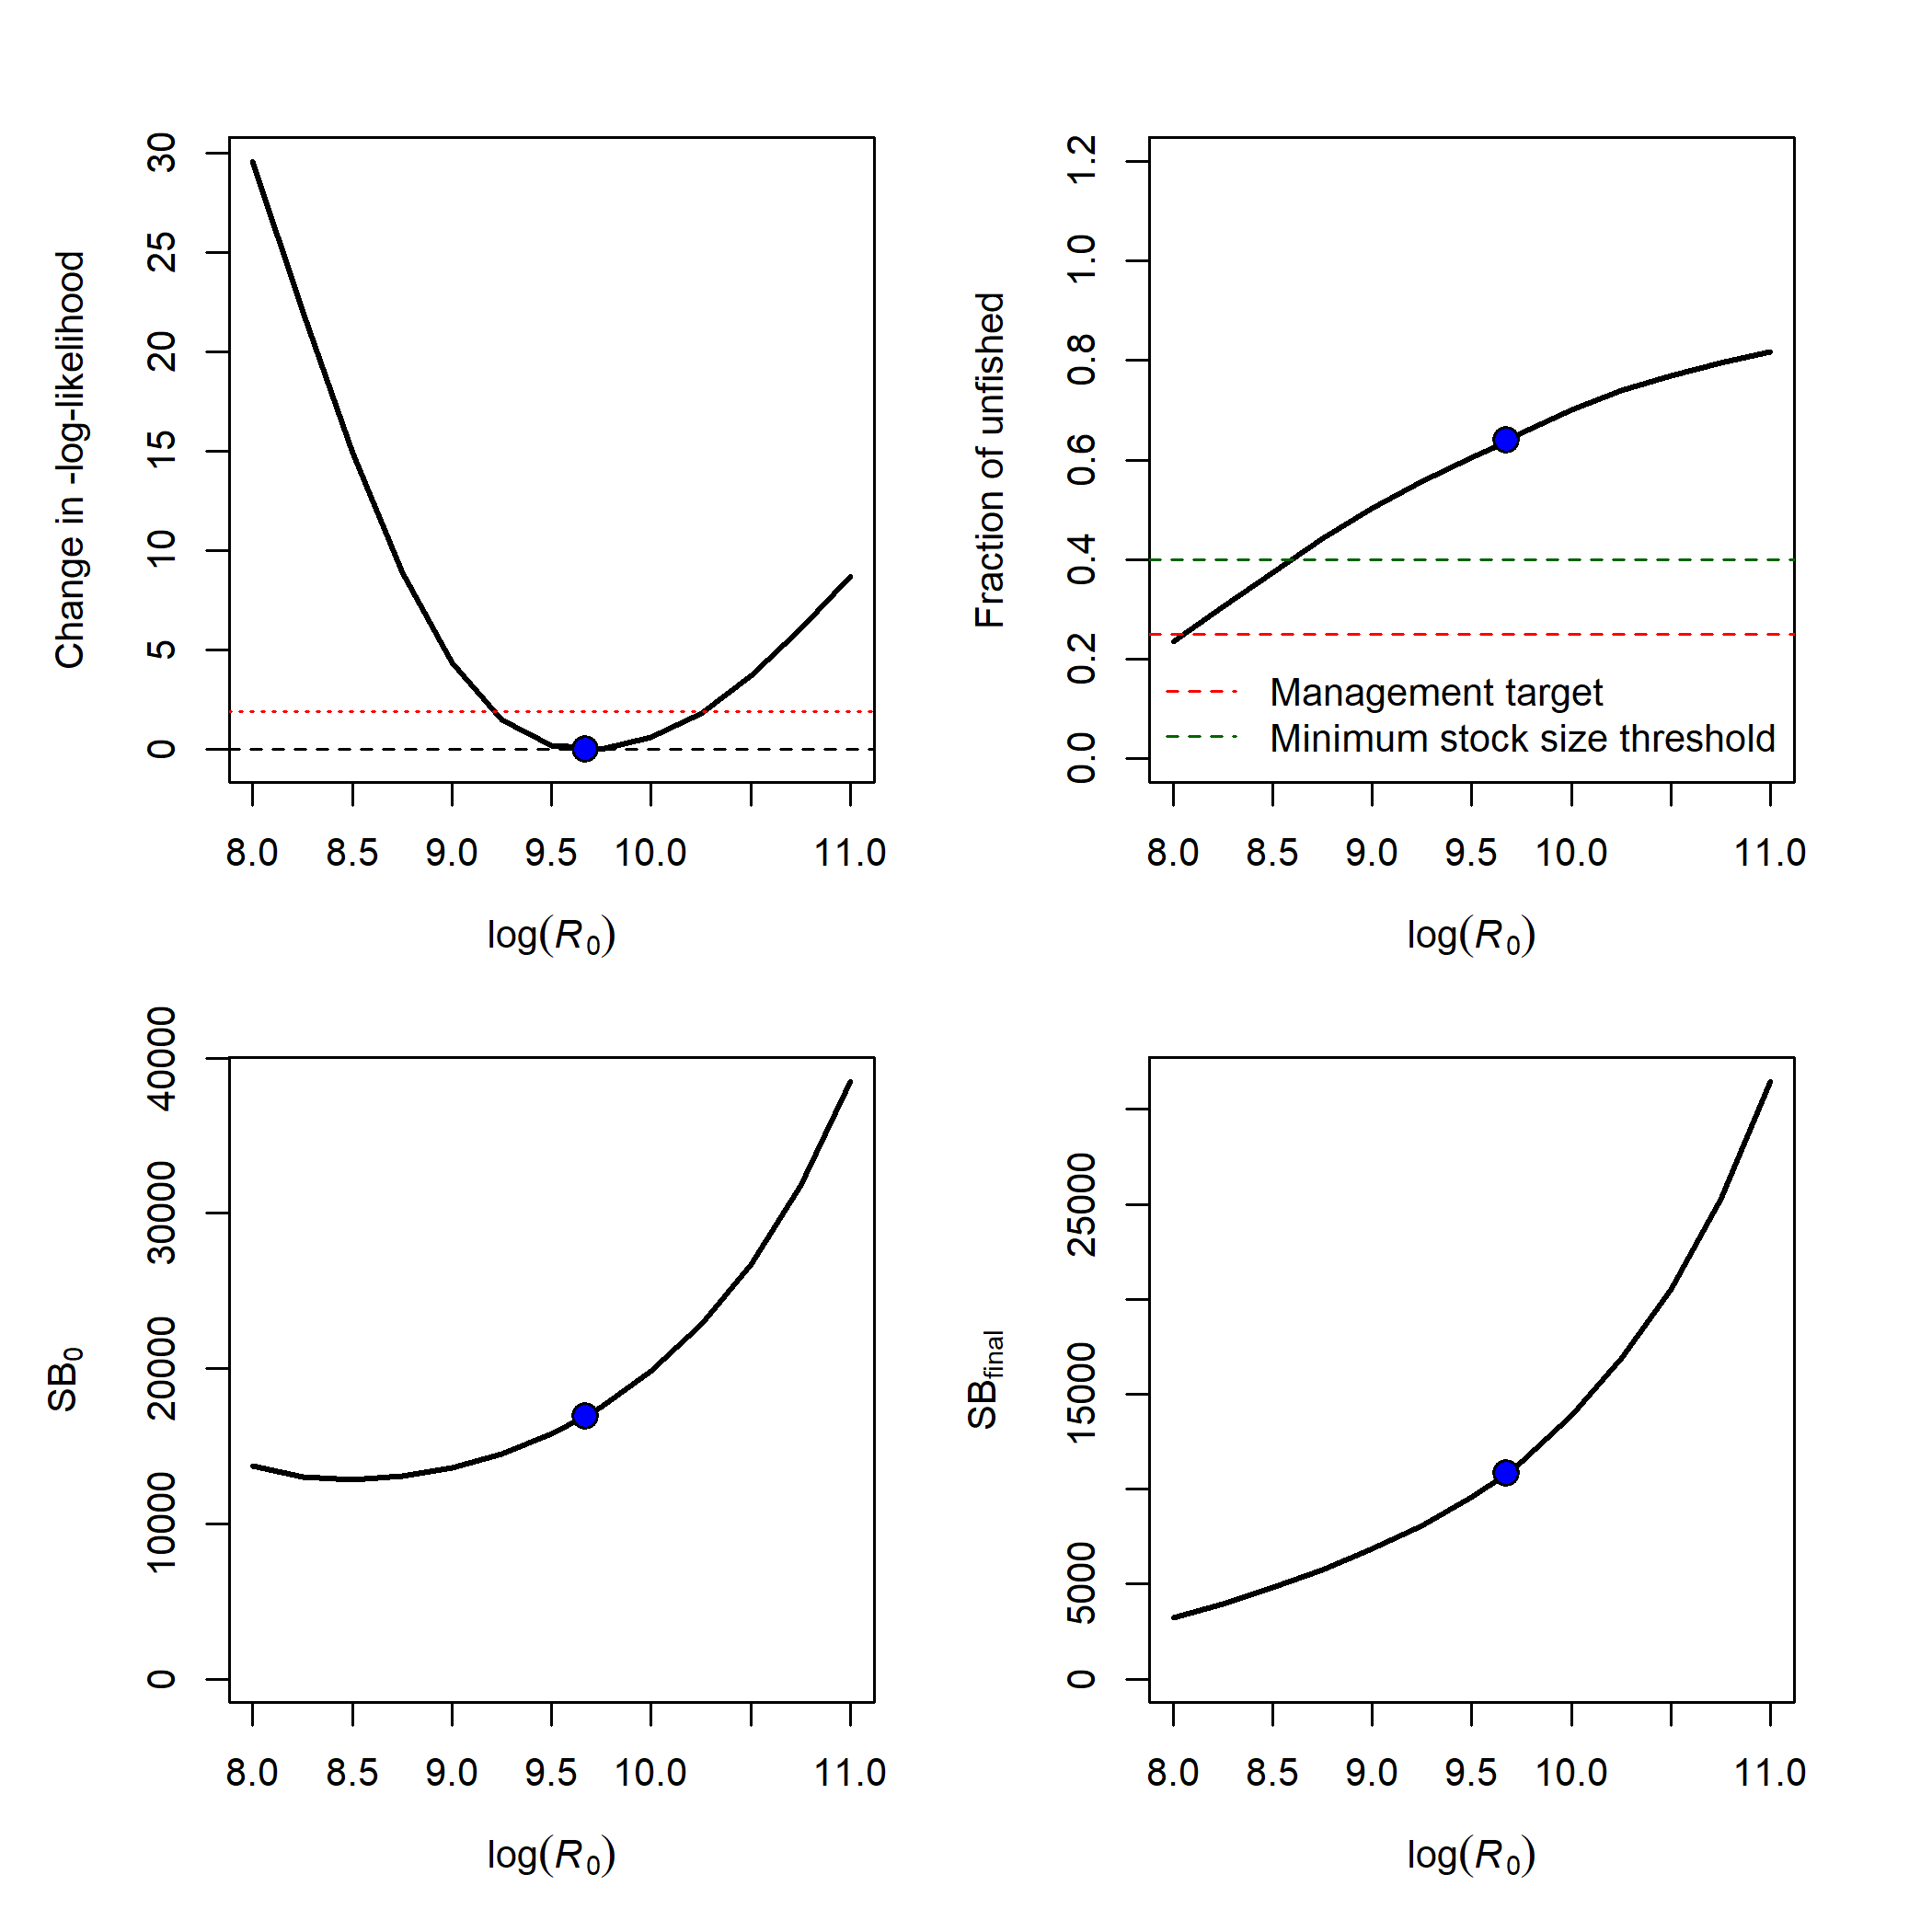 Change in -log-likelihood
30
25
20
15
10
5
0
8.0 8.5 9.0 9.5 10.0 11.0
log(R0)
Fraction of unfished
1.2
1.0
0.8
0.6
0.4
0.2
0.0
Management target
Minimum stock size threshold
8.0 8.5 9.0 9.5 10.0 11.0
log(R0)
SB0
40000
30000
20000
10000
0
8.0 8.5 9.0 9.5 10.0 11.0
log(R0)
SBfinal
25000
15000
5000
0
8.0 8.5 9.0 9.5 10.0 11.0
log(R0)